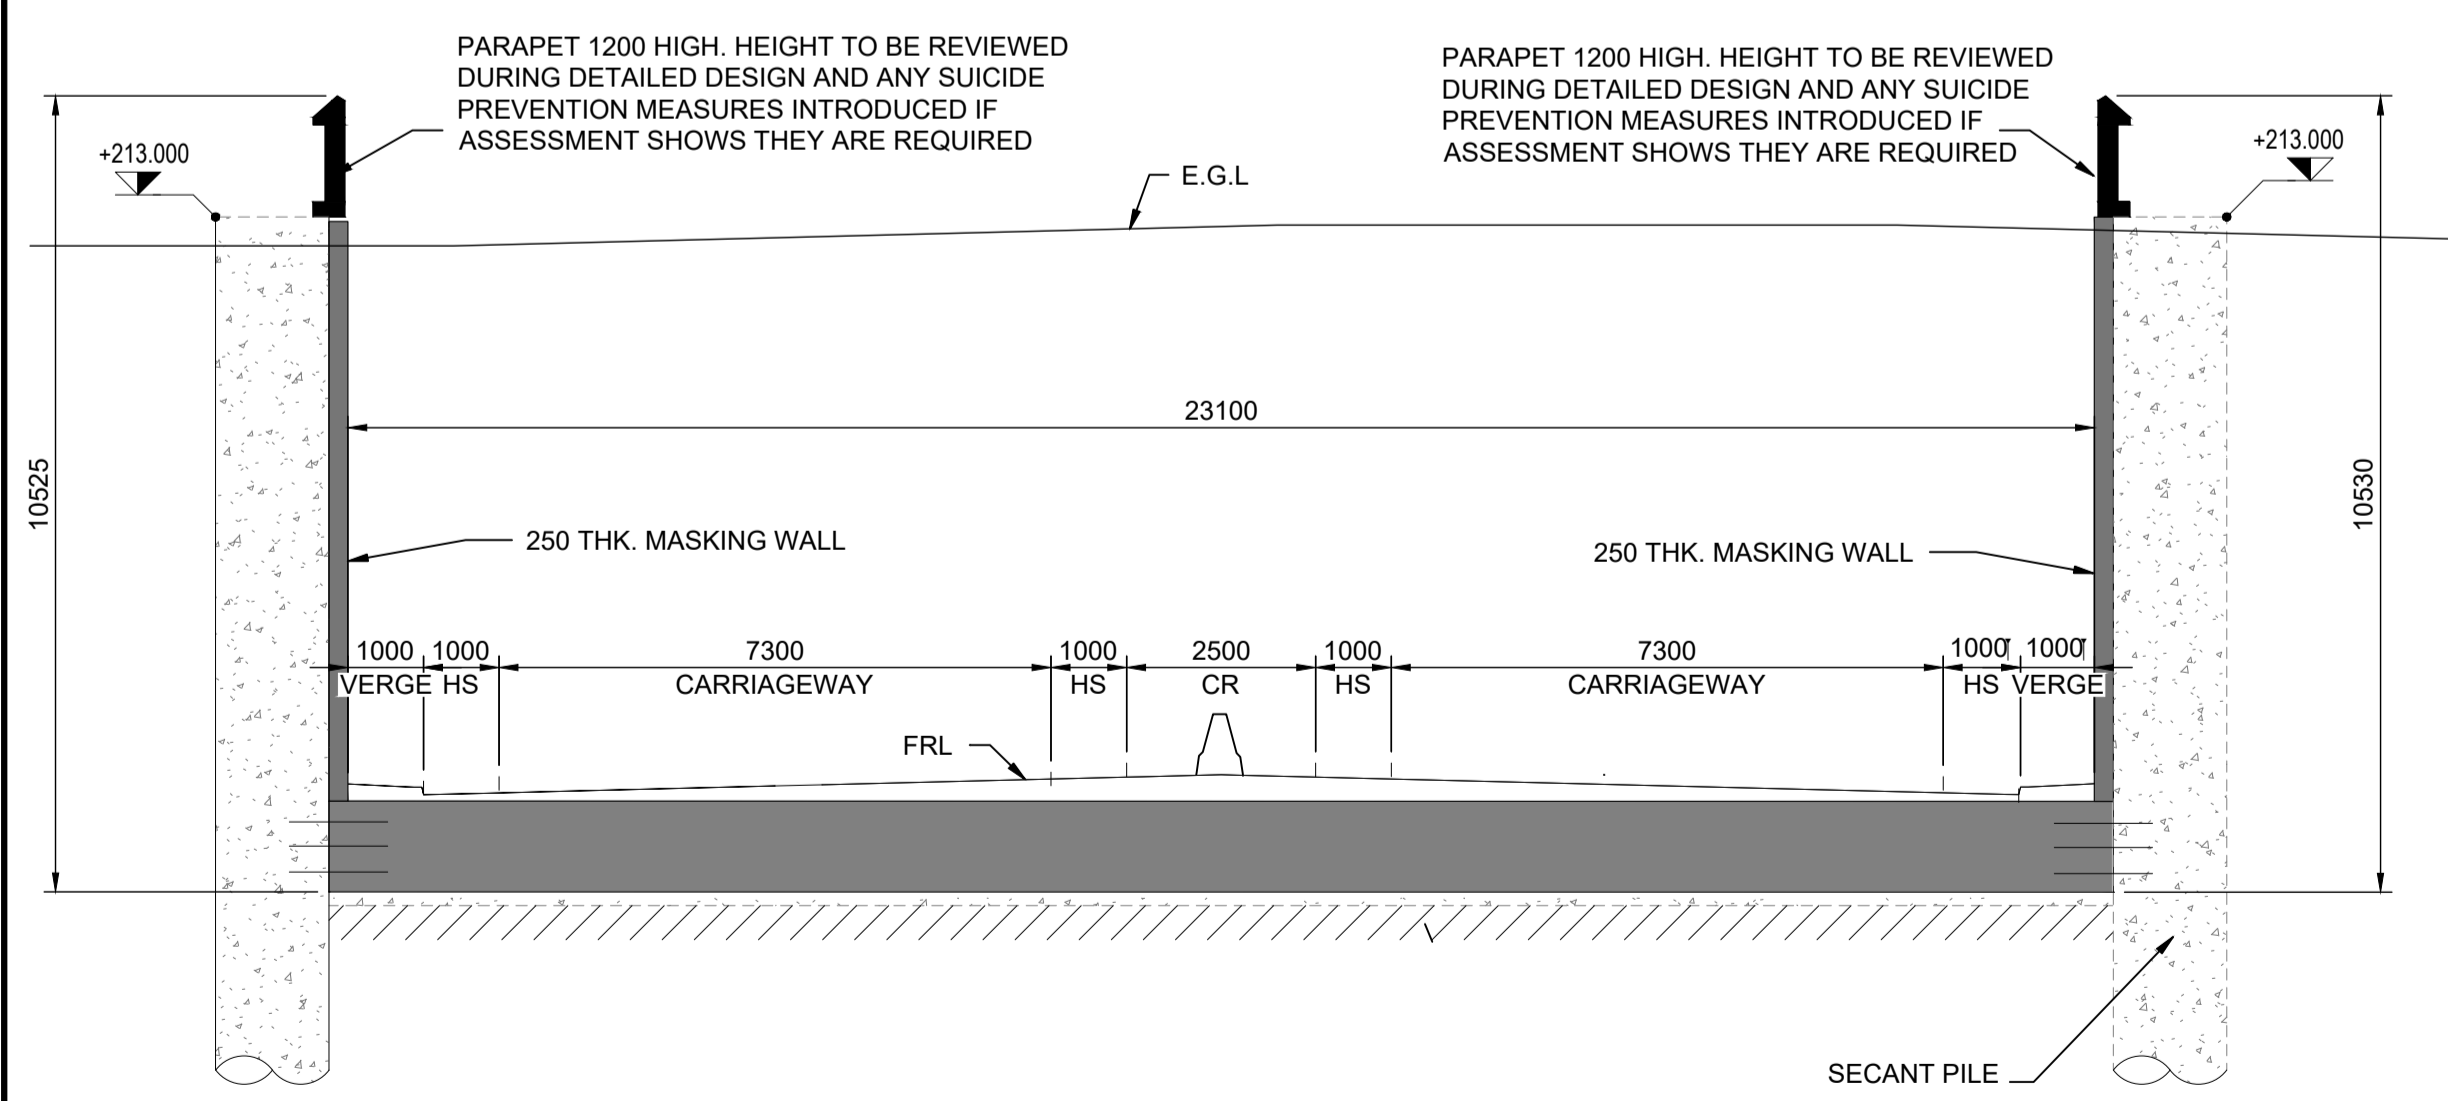 PARAPET 1200 HIGH. HEIGHT TO BE REVIEWED
DURING DETAILED DESIGN AND ANY SUICIDE
PREVENTION MEASURES INTRODUCED IF
ASSESSMENT SHOWS THEY ARE REQUIRED
PARAPET 1200 HIGH. HEIGHT TO BE REVIEWED
DURING DETAILED DESIGN AND ANY SUICIDE
PREVENTION MEASURES INTRODUCED IF
ASSESSMENT SHOWS THEY ARE REQUIRED
+213.000
+213.000
E.G.L
23100
10525
10530
250 THK. MASKING WALL
250 THK. MASKING WALL
1000 1000 7300 1000 2500 1000 7300 1000 1000
VERGE HS CARRIAGEWAY HS CR HS CARRIAGEWAY HS VERGE
FRL
SECANT PILE